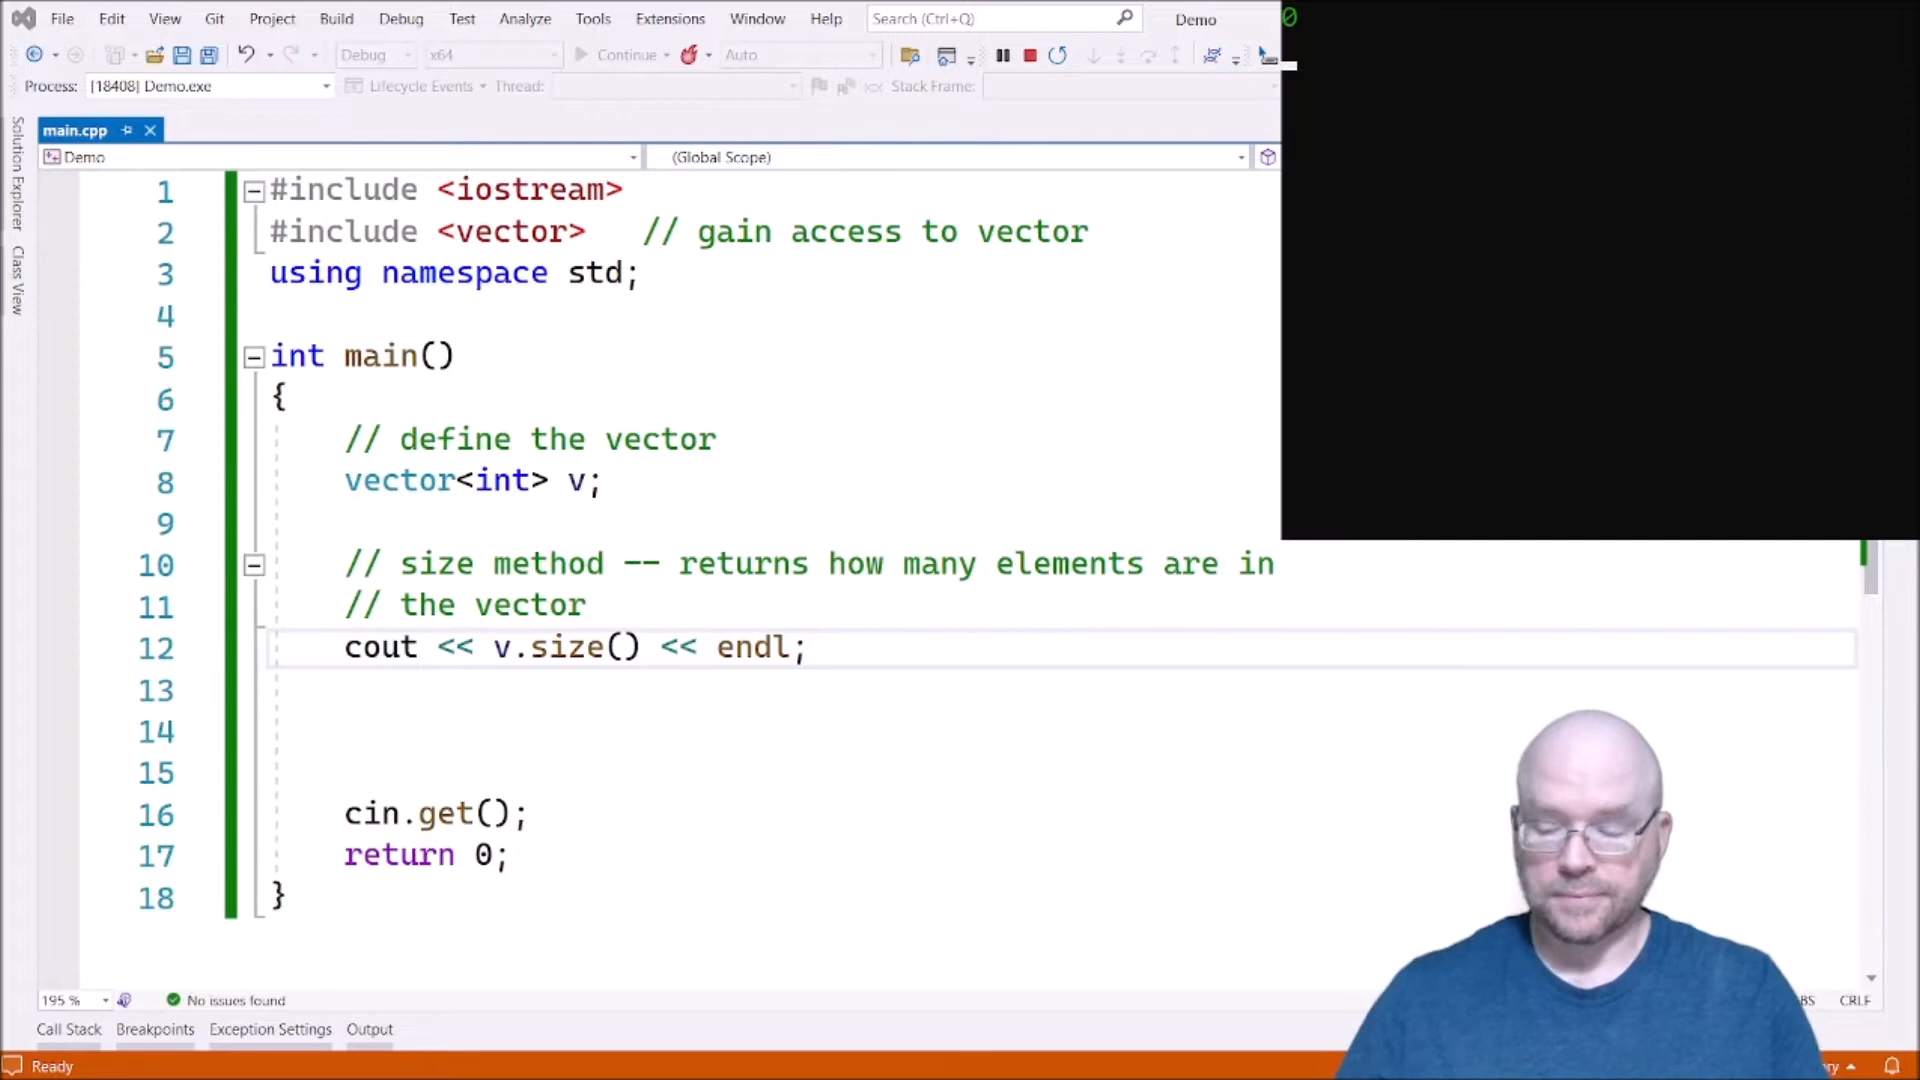 File Edit View Git Project Build Debug Test Analyze Tools Extensions Window Help Search (Ctrl+Q) Demo
Debug x64 Continue Auto
Process: [18408] Demo.exe Lifecycle Events Thread: Stack Frame:
Solution Explorer
Class View
main.cpp
Demo (Global Scope)
1 #include <iostream>
2 #include <vector> // gain access to vector
3 using namespace std;
4
5 int main()
6 {
7 // define the vector
8 vector<int> v;
9
10 // size method -- returns how many elements are in
11 // the vector
12 cout << v.size() << endl;
13
14
15
16 cin.get();
17 return 0;
18 }
0
195 % No issues found CRLF
Call Stack Breakpoints Exception Settings Output
Ready